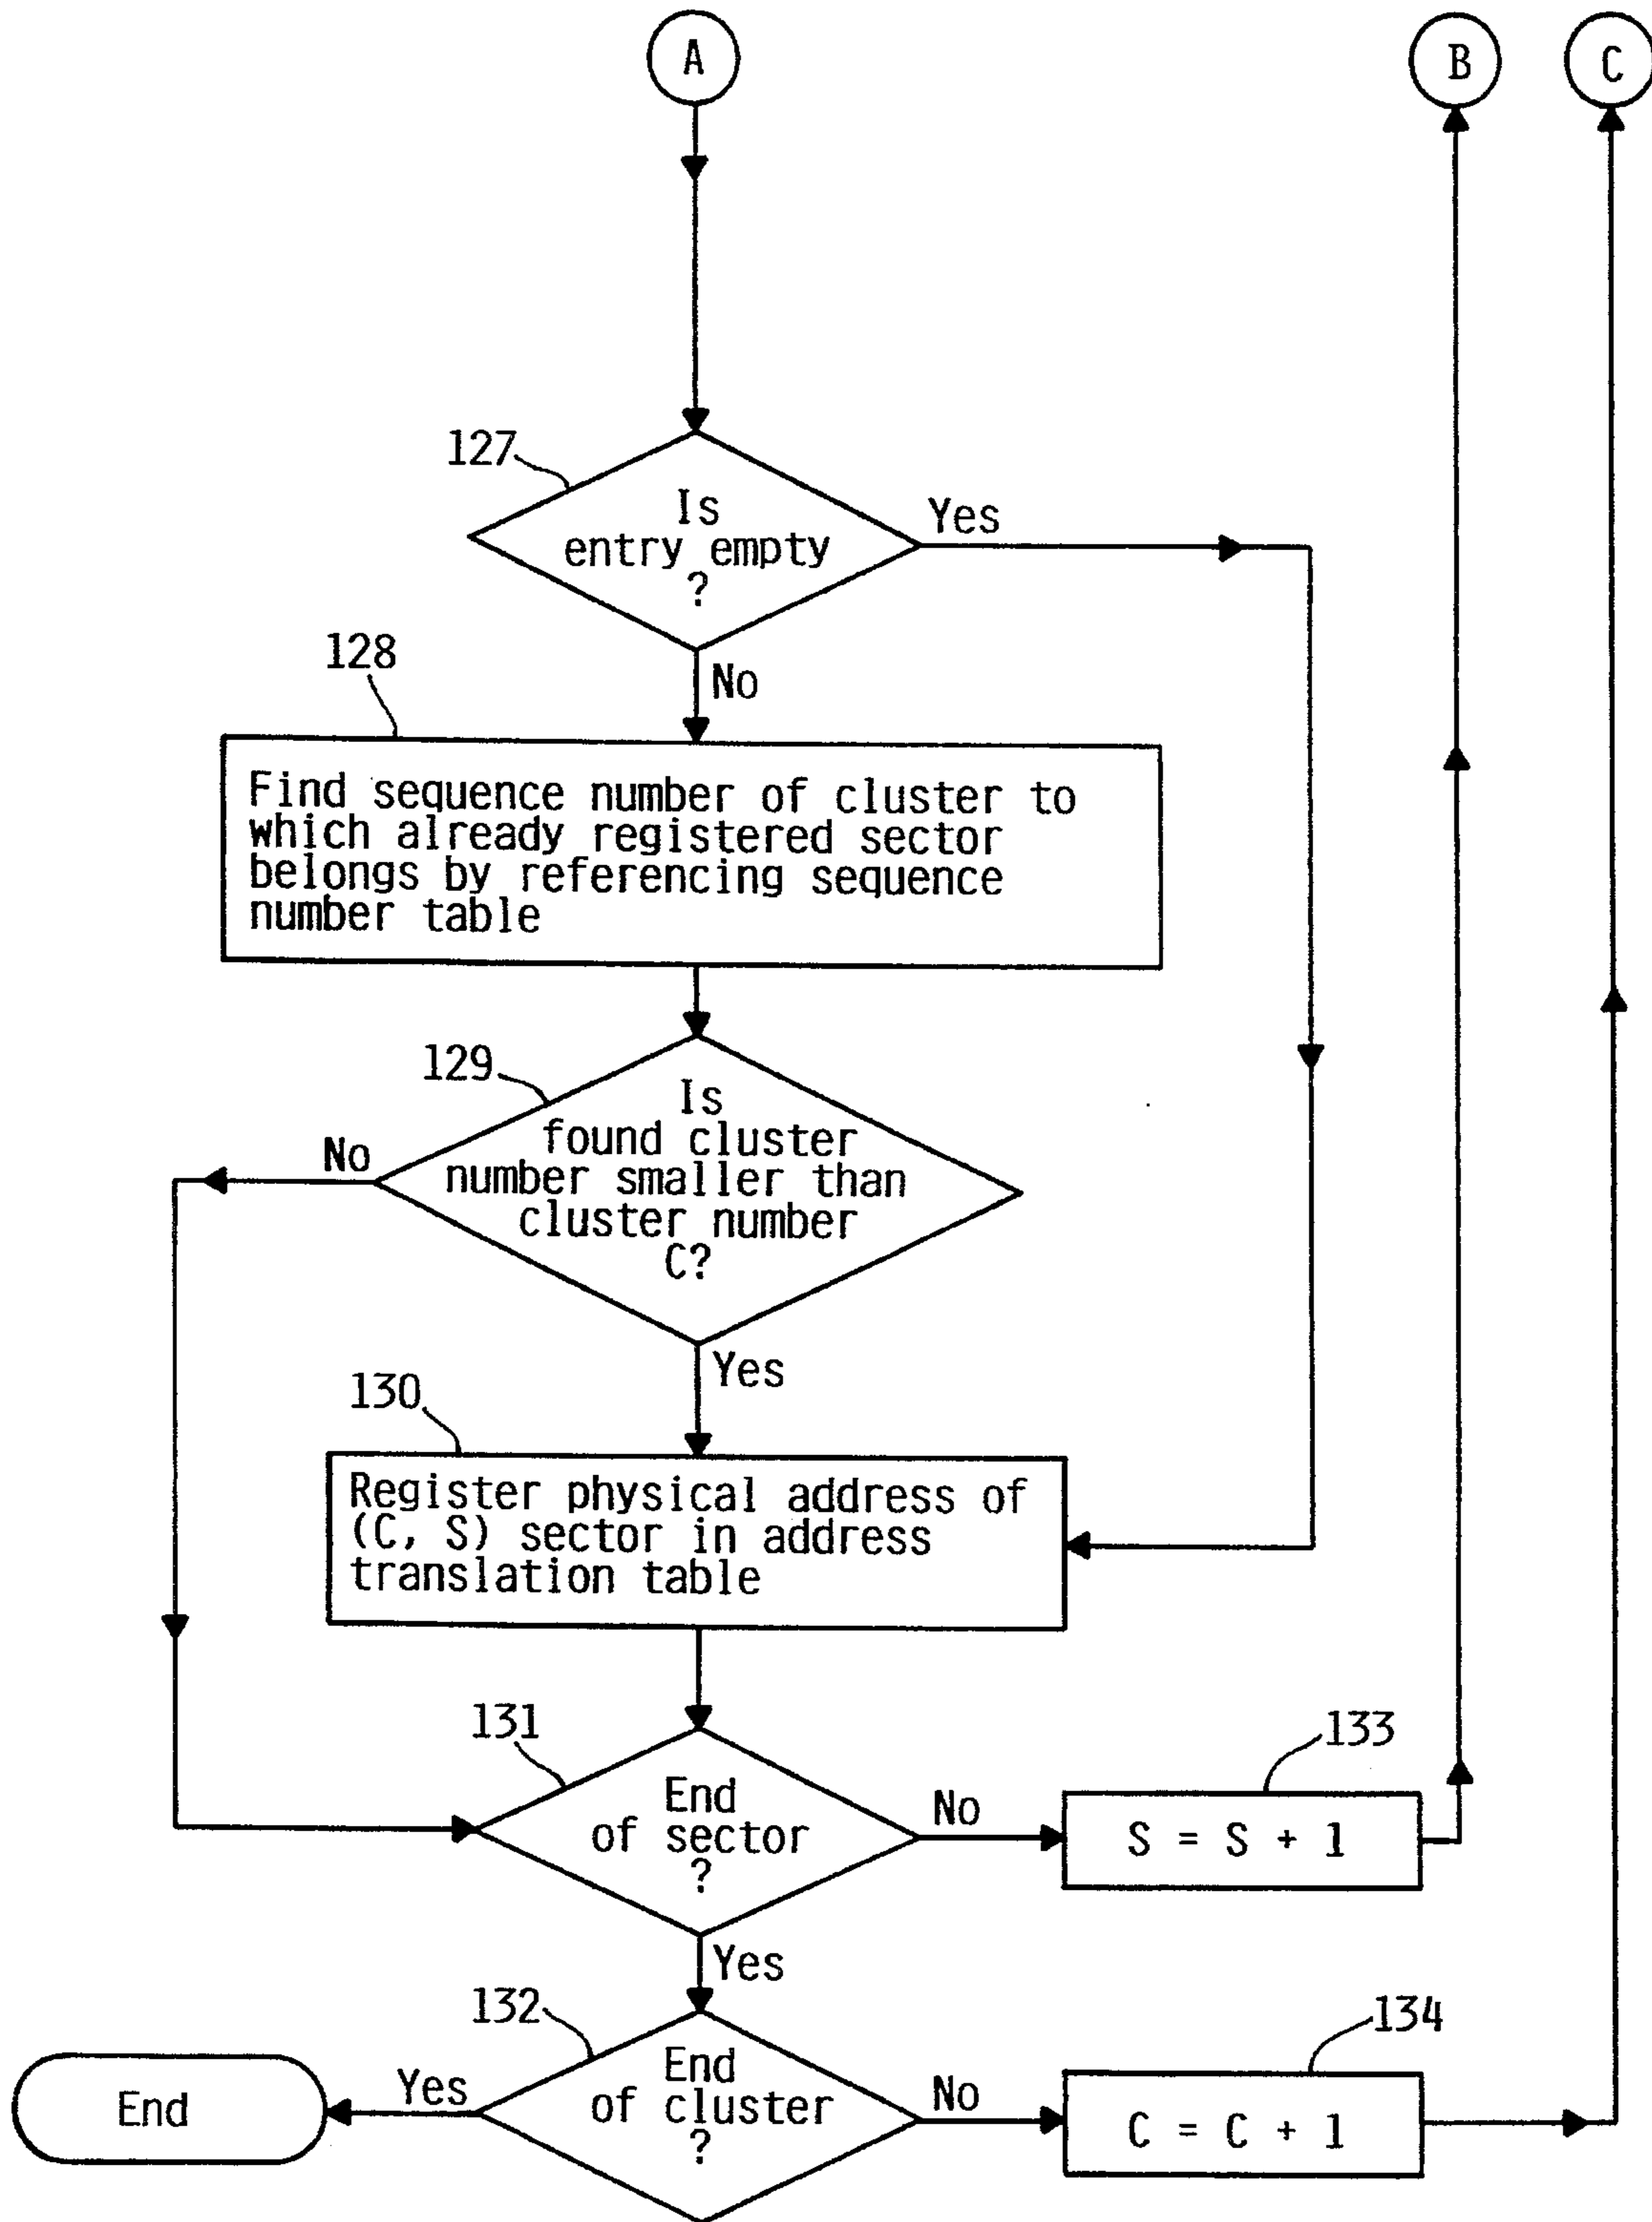 A
B
C
127
Is
entry empty
?
Yes
No
128
Find sequence number of cluster to
which already registered sector
belongs by referencing sequence
number table
129
Is
found cluster
number smaller than
cluster number
C?
No
Yes
130
Register physical address of
(C, S) sector in address
translation table
131
End
of sector
?
No
133
S = S + 1
Yes
132
End
of cluster
?
Yes
End
No
134
C = C + 1